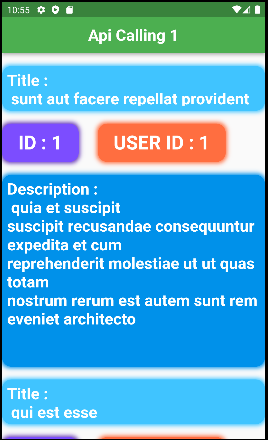 10:55
Api Calling 1
Title :
sunt aut facere repellat provident
ID : 1
USER ID : 1
Description :
quia et suscipit
suscipit recusandae consequuntur
expedita et cum
reprehenderit molestiae ut ut quas
totam
nostrum rerum est autem sunt rem
eveniet architecto
Title :
qui est esse